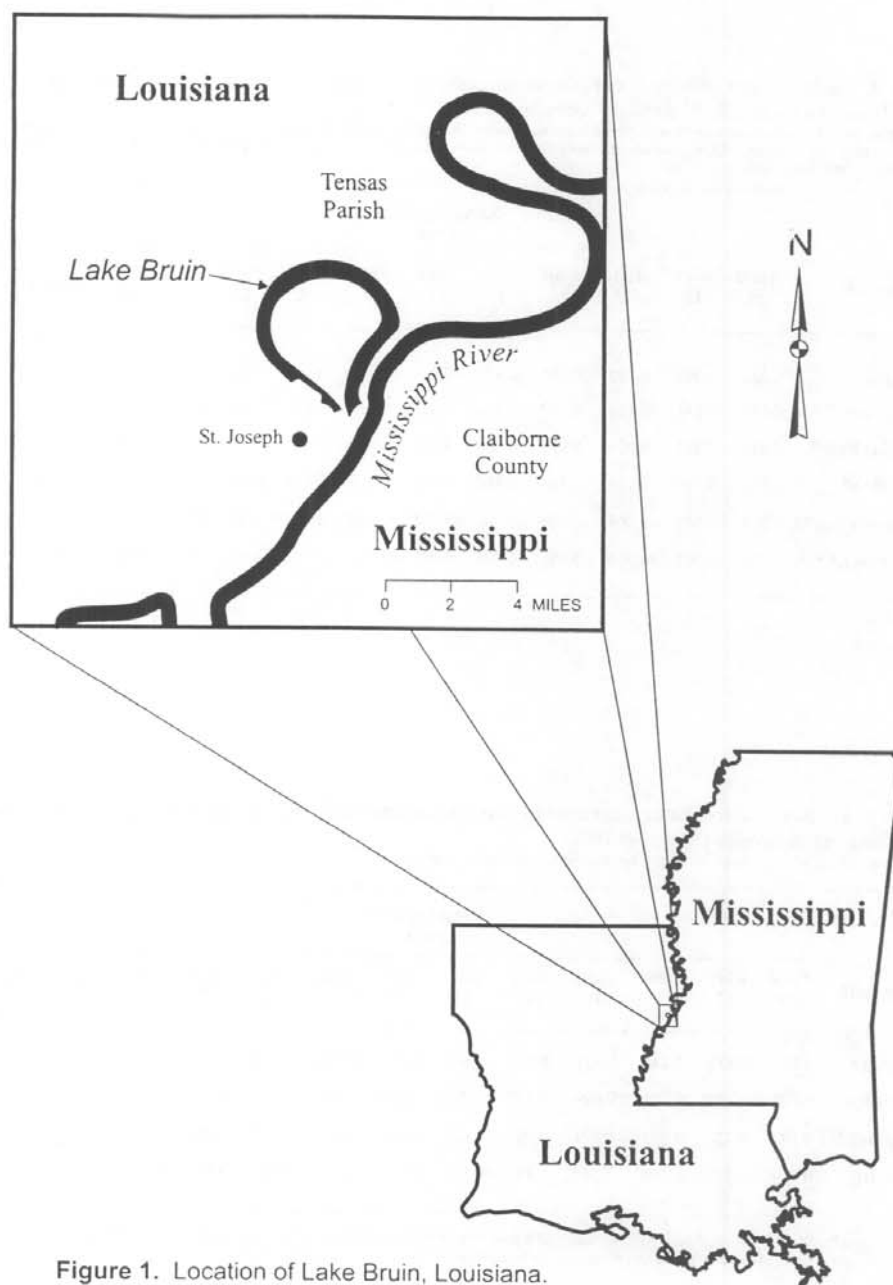 Louisiana
Tensas
Parish
Lake Bruin
N
Mississippi River
St. Joseph
Claiborne
County
Mississippi
0 2 4 MILES
Mississippi
Louisiana
Figure 1. Location of Lake Bruin, Louisiana.